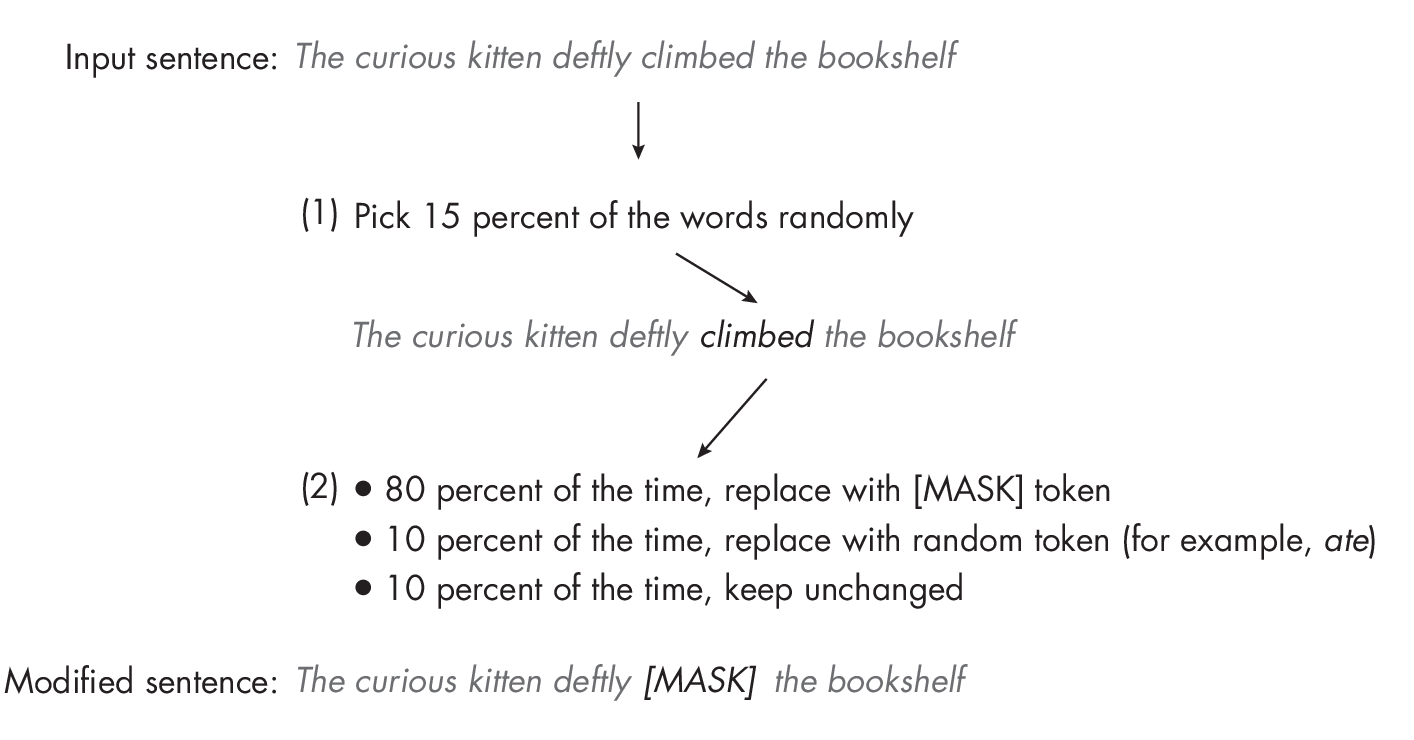 Input sentence: The curious kitten deftly climbed the bookshelf
(1) Pick 15 percent of the words randomly
The curious kitten deftly climbed the bookshelf
(2) • 80 percent of the time, replace with [MASK] token
• 10 percent of the time, replace with random token (for example, ate)
• 10 percent of the time, keep unchanged
Modified sentence: The curious kitten deftly [MASK] the bookshelf